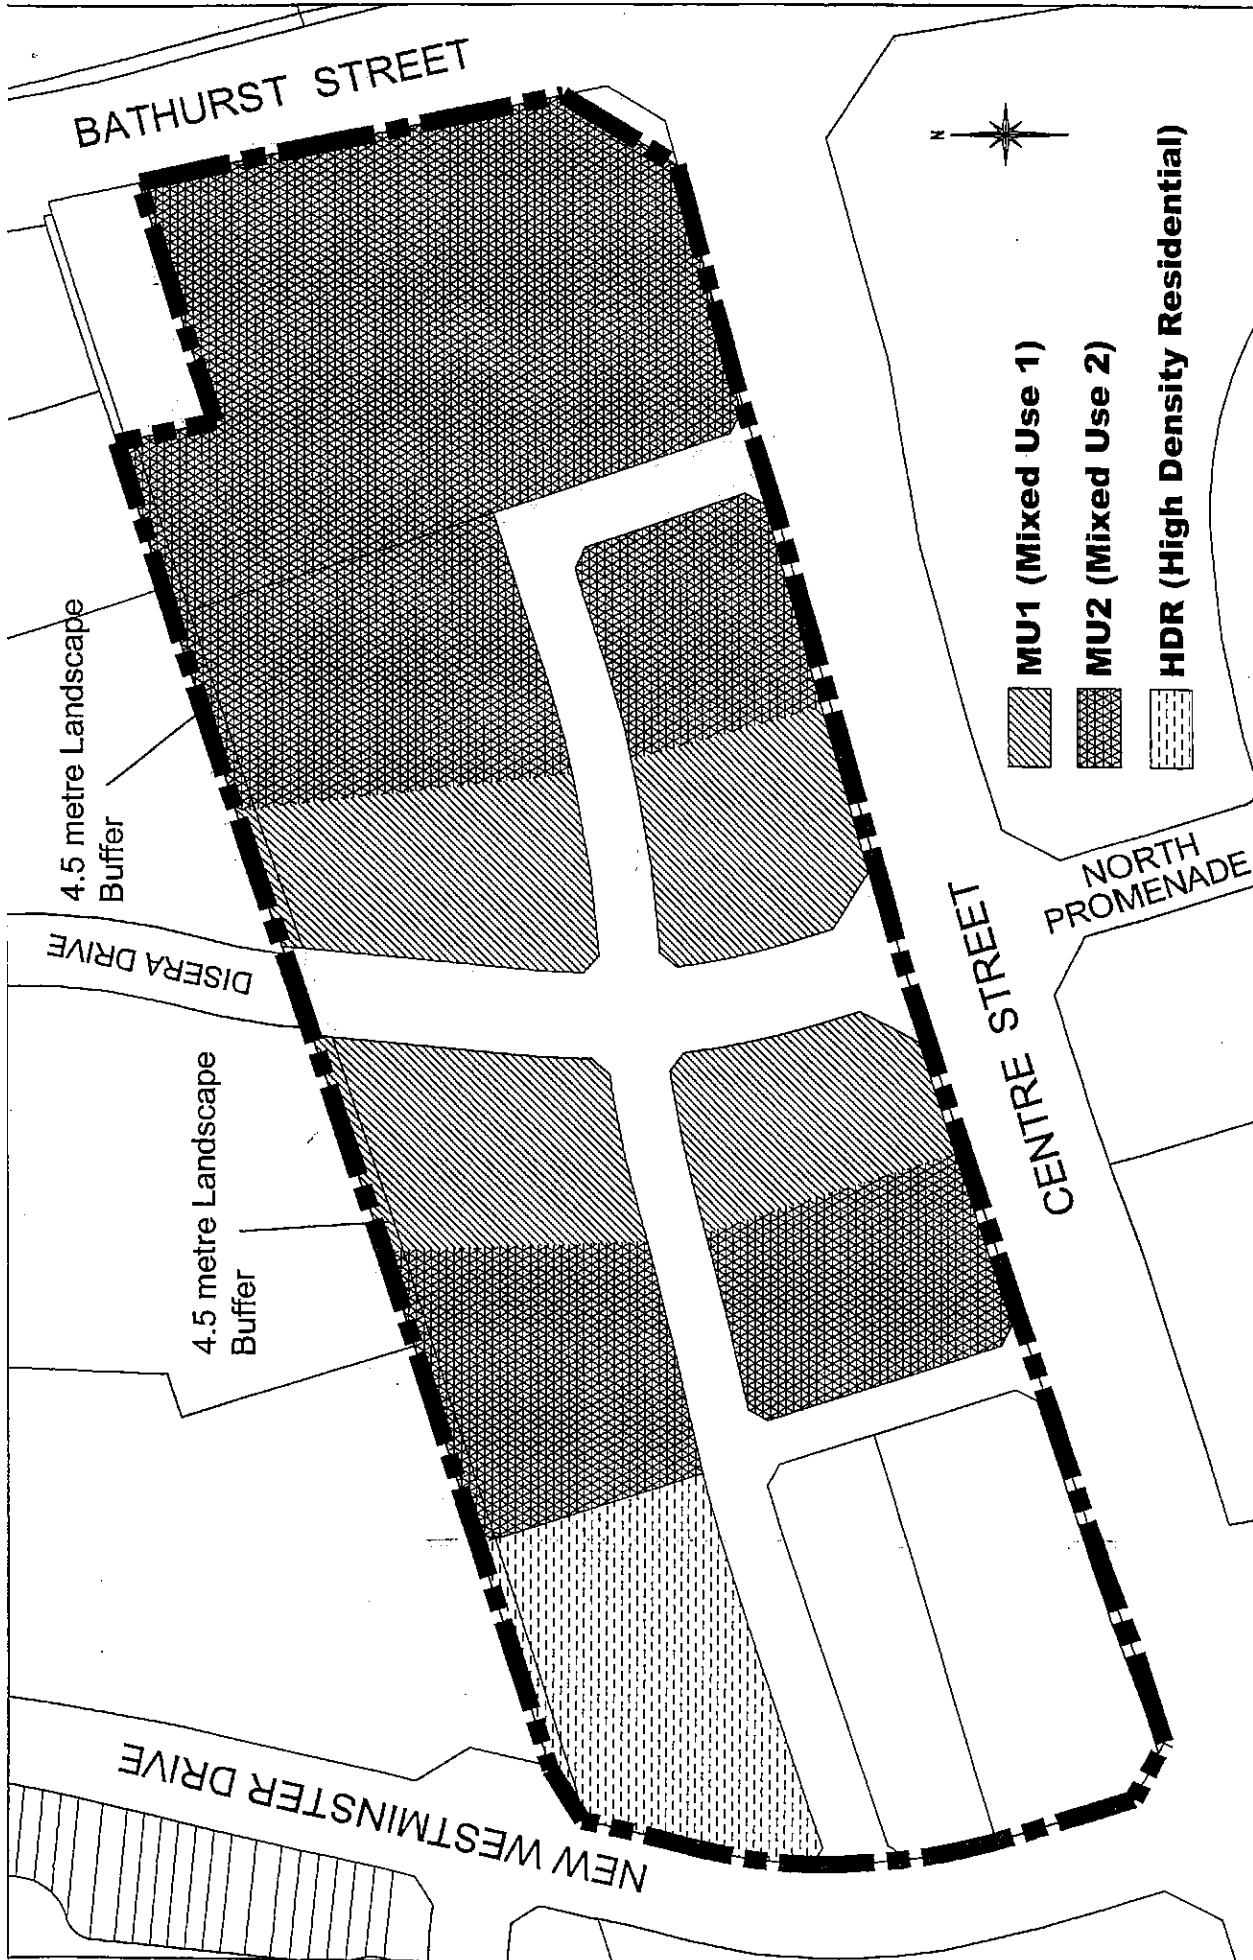 BATHURST STREET
4.5 metre Landscape
Buffer
DISERA DRIVE
4.5 metre Landscape
Buffer
NEW WESTMINSTER DRIVE
CENTRE STREET
NORTH
PROMENADE
N
MU1 (Mixed Use 1)
MU2 (Mixed Use 2)
HDR (High Density Residential)